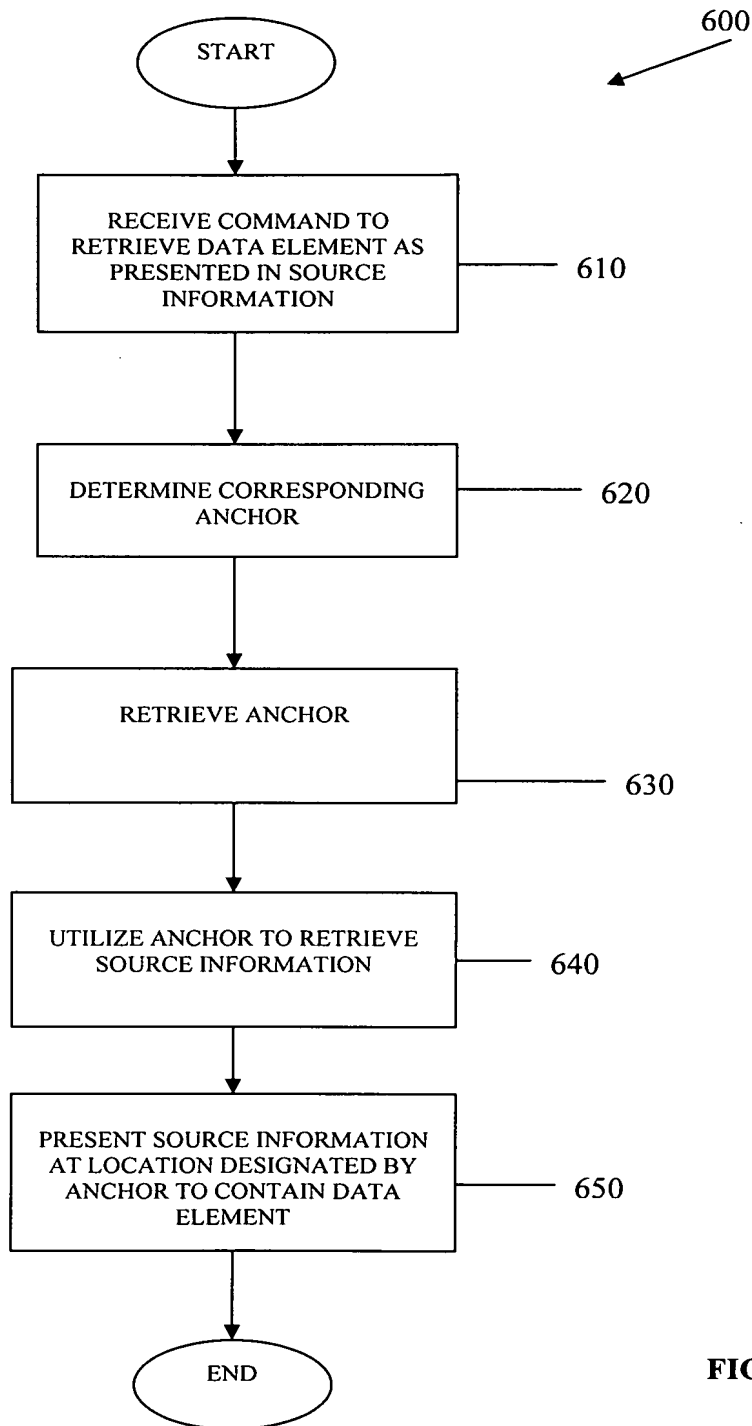 600
START
RECEIVE COMMAND TO
RETRIEVE DATA ELEMENT AS
PRESENTED IN SOURCE
INFORMATION
610
DETERMINE CORRESPONDING
ANCHOR
620
RETRIEVE ANCHOR
630
UTILIZE ANCHOR TO RETRIEVE
SOURCE INFORMATION
640
PRESENT SOURCE INFORMATION
AT LOCATION DESIGNATED BY
ANCHOR TO CONTAIN DATA
ELEMENT
650
END
FIG